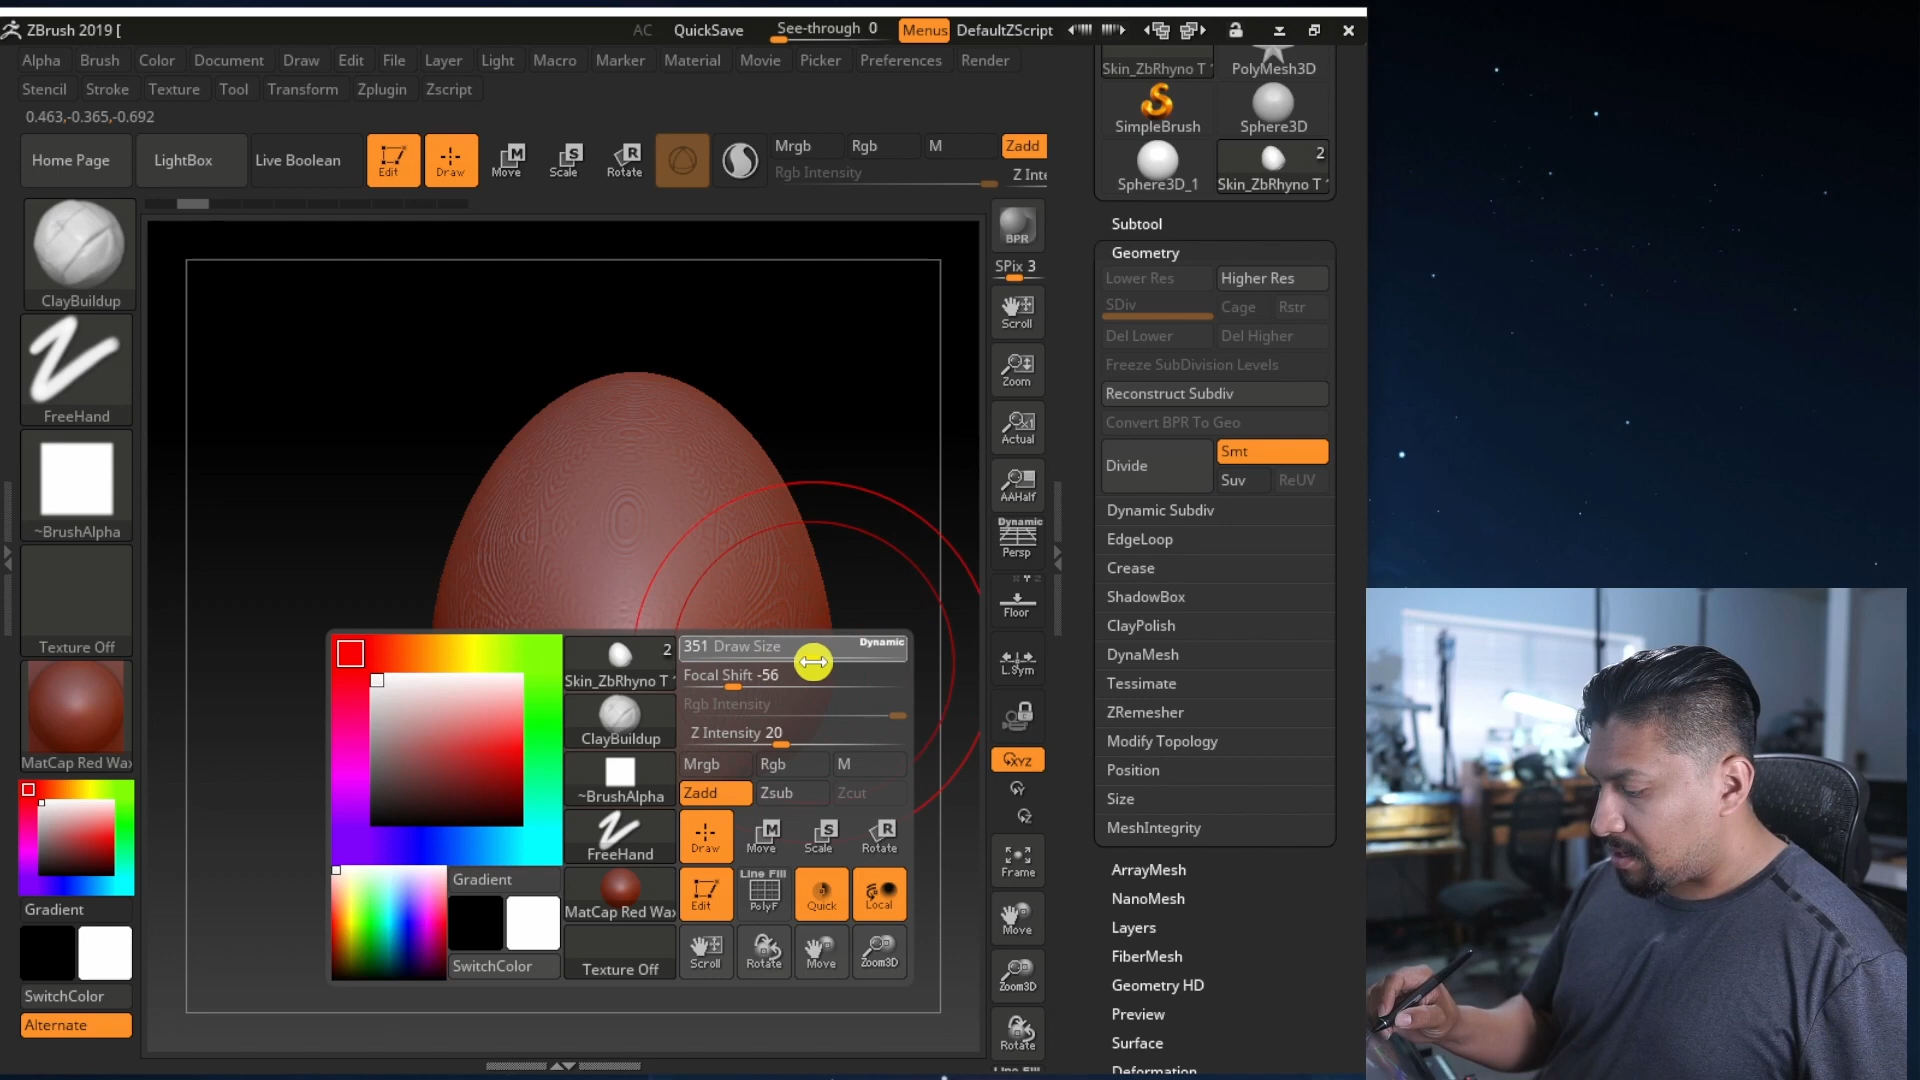 ZBrush 2019 [
AC
QuickSave
See-through 0
Menus
DefaultZScript
Alpha Brush Color Document Draw Edit File Layer Light Macro Marker Material Movie Picker Preferences Render
Stencil Stroke Texture Tool Transform Zplugin Zscript
0.463,-0.365,-0.692
Home Page
LightBox
Live Boolean
Edit
Draw
Move
Scale
Rotate
Mrgb
Rgb
M
Zadd
Rgb Intensity
Z Inte
ClayBuildup
FreeHand
~BrushAlpha
Texture Off
MatCap Red Wax
Gradient
SwitchColor
Alternate
351 Draw Size
Dynamic
Focal Shift -56
Rgb Intensity
Z Intensity 20
Mrgb Rgb M
Zadd Zsub Zcut
2
Skin_ZbRhyno T
ClayBuildup
~BrushAlpha
FreeHand
MatCap Red Wax
Texture Off
Gradient
SwitchColor
Draw
M
Move
S
Scale
R
Rotate
Edit
Line Fill
PolyF
Quick
Local
Scroll
Rotate
Move
Zoom3D
BPR
SPix 3
Scroll
Zoom
Actual
AAHalf
Dynamic
Persp
Floor
L.Sym
XYZ
Frame
Move
Zoom3D
Rotate
Line Fill
Skin_ZbRhyno T
PolyMesh3D
SimpleBrush
Sphere3D
Sphere3D_1
2
Skin_ZbRhyno T
Subtool
Geometry
Lower Res
Higher Res
SDiv
Cage
Rstr
Del Lower
Del Higher
Freeze SubDivision Levels
Reconstruct Subdiv
Convert BPR To Geo
Divide
Smt
Suv
ReUV
Dynamic Subdiv
EdgeLoop
Crease
ShadowBox
ClayPolish
DynaMesh
Tessimate
ZRemesher
Modify Topology
Position
Size
MeshIntegrity
ArrayMesh
NanoMesh
Layers
FiberMesh
Geometry HD
Preview
Surface
Deformation